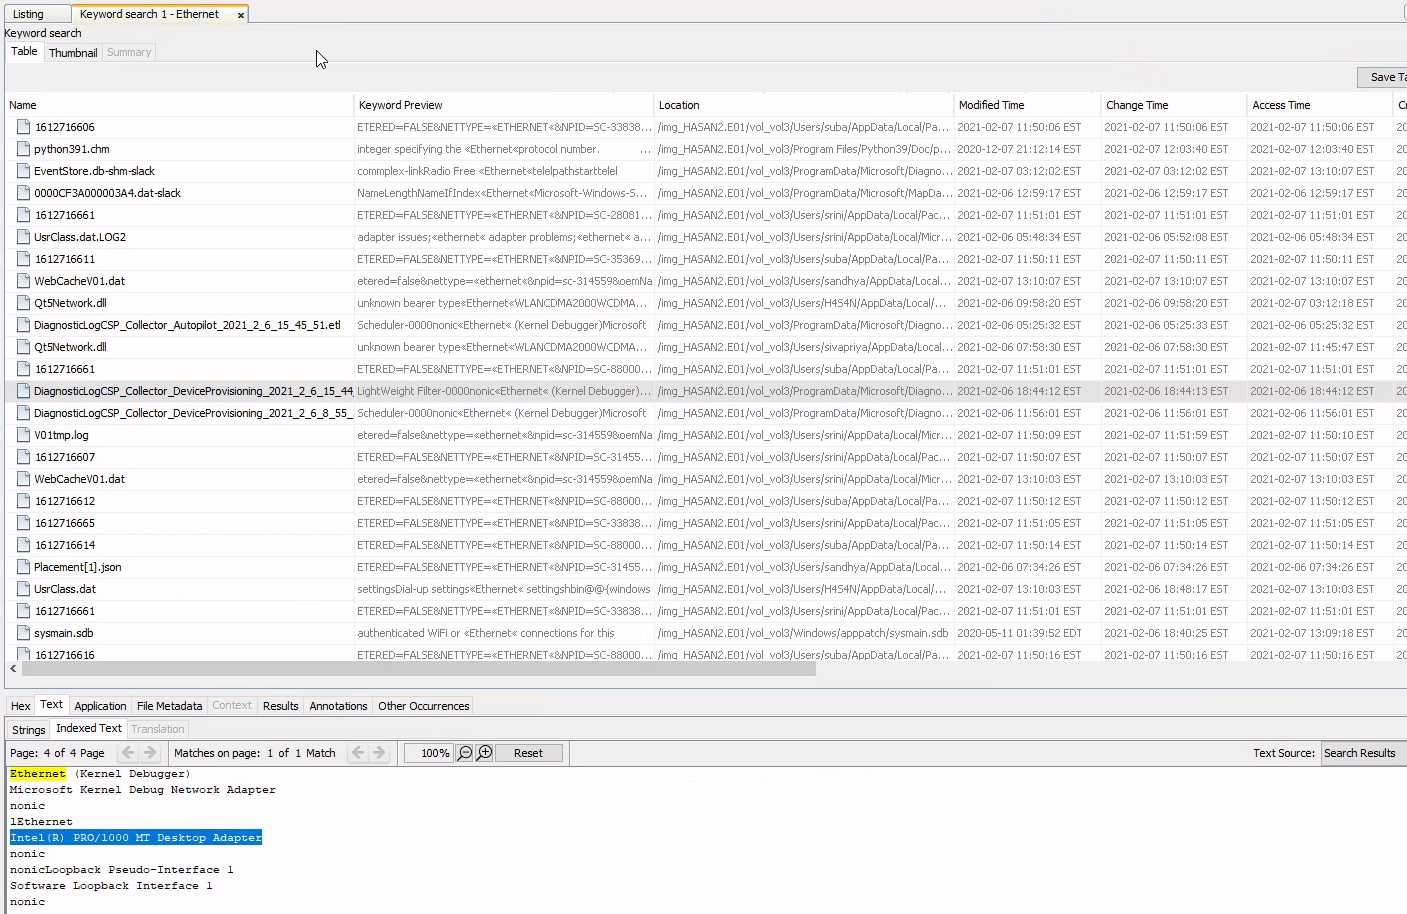 Listing Keyword search 1 - Ethernet x
Keyword search
Table Thumbnail Summary
Save Ta
Name Keyword Preview Location Modified Time Change Time Access Time Cr
1612716606 ETERED=FALSE&NETTYPE=«ETHERNET«&NPID=SC-33838... /img_HASAN2.E01/vol_vol3/Users/suba/AppData/Local/Pa... 2021-02-07 11:50:06 EST 2021-02-07 11:50:06 EST 2021-02-07 11:50:06 EST 202
python391.chm integer specifying the «Ethernet«protocol number. ... /img_HASAN2.E01/vol_vol3/Program Files/Python39/Doc/p... 2020-12-07 21:12:14 EST 2021-02-07 12:03:40 EST 2021-02-07 12:03:40 EST 202
EventStore.db-shm-slack commplex-linkRadio Free «Ethernet«telelpathstarttelel /img_HASAN2.E01/vol_vol3/ProgramData/Microsoft/Diagno... 2021-02-07 03:12:02 EST 2021-02-07 03:12:02 EST 2021-02-07 13:10:07 EST 202
0000CF3A000003A4.dat-slack NameLengthNameIfIndex«Ethernet«Microsoft-Windows-S... /img_HASAN2.E01/vol_vol3/ProgramData/Microsoft/MapDa... 2021-02-06 12:59:17 EST 2021-02-06 12:59:17 EST 2021-02-06 12:59:17 EST 202
1612716661 ETERED=FALSE&NETTYPE=«ETHERNET«&NPID=SC-28081... /img_HASAN2.E01/vol_vol3/Users/srini/AppData/Local/Pac... 2021-02-07 11:51:01 EST 2021-02-07 11:51:01 EST 2021-02-07 11:51:01 EST 202
UsrClass.dat.LOG2 adapter issues;«ethernet« adapter problems;«ethernet« a... /img_HASAN2.E01/vol_vol3/Users/srini/AppData/Local/Micr... 2021-02-06 05:48:34 EST 2021-02-06 05:52:08 EST 2021-02-06 05:48:34 EST 202
1612716611 ETERED=FALSE&NETTYPE=«ETHERNET«&NPID=SC-35369... /img_HASAN2.E01/vol_vol3/Users/suba/AppData/Local/Pa... 2021-02-07 11:50:11 EST 2021-02-07 11:50:11 EST 2021-02-07 11:50:11 EST 202
WebCacheV01.dat etered=false&nettype=«ethernet«&npid=sc-314559&oemNa /img_HASAN2.E01/vol_vol3/Users/sandhya/AppData/Local... 2021-02-07 13:10:07 EST 2021-02-07 13:10:07 EST 2021-02-07 13:10:07 EST 202
Qt5Network.dll unknown bearer type«Ethernet«WLANCDMA2000WCDMA... /img_HASAN2.E01/vol_vol3/Users/H4S4N/AppData/Local/... 2021-02-06 09:58:20 EST 2021-02-06 09:58:20 EST 2021-02-07 03:12:18 EST 202
DiagnosticLogCSP_Collector_Autopilot_2021_2_6_15_45_51.etl Scheduler-0000nonic«Ethernet« (Kernel Debugger)Microsoft /img_HASAN2.E01/vol_vol3/ProgramData/Microsoft/Diagno... 2021-02-06 05:25:32 EST 2021-02-06 05:25:33 EST 2021-02-06 05:25:32 EST 202
Qt5Network.dll unknown bearer type«Ethernet«WLANCDMA2000WCDMA... /img_HASAN2.E01/vol_vol3/Users/sivapriya/AppData/Local... 2021-02-06 07:58:30 EST 2021-02-06 07:58:30 EST 2021-02-07 11:45:47 EST 202
1612716661 ETERED=FALSE&NETTYPE=«ETHERNET«&NPID=SC-88000... /img_HASAN2.E01/vol_vol3/Users/suba/AppData/Local/Pa... 2021-02-07 11:51:01 EST 2021-02-07 11:51:01 EST 2021-02-07 11:51:01 EST 202
DiagnosticLogCSP_Collector_DeviceProvisioning_2021_2_6_15_44_ LightWeight Filter-0000nonic«Ethernet« (Kernel Debugger)... /img_HASAN2.E01/vol_vol3/ProgramData/Microsoft/Diagno... 2021-02-06 18:44:12 EST 2021-02-06 18:44:13 EST 2021-02-06 18:44:12 EST 202
DiagnosticLogCSP_Collector_DeviceProvisioning_2021_2_6_8_55_ Scheduler-0000nonic«Ethernet« (Kernel Debugger)Microsoft /img_HASAN2.E01/vol_vol3/ProgramData/Microsoft/Diagno... 2021-02-06 11:56:01 EST 2021-02-06 11:56:01 EST 2021-02-06 11:56:01 EST 202
V01tmp.log etered=false&nettype=«ethernet«&npid=sc-314559&oemNa /img_HASAN2.E01/vol_vol3/Users/srini/AppData/Local/Micr... 2021-02-07 11:50:09 EST 2021-02-07 11:51:59 EST 2021-02-07 11:50:10 EST 202
1612716607 ETERED=FALSE&NETTYPE=«ETHERNET«&NPID=SC-31455... /img_HASAN2.E01/vol_vol3/Users/srini/AppData/Local/Pac... 2021-02-07 11:50:07 EST 2021-02-07 11:50:07 EST 2021-02-07 11:50:07 EST 202
WebCacheV01.dat etered=false&nettype=«ethernet«&npid=sc-314559&oemNa /img_HASAN2.E01/vol_vol3/Users/srini/AppData/Local/Micr... 2021-02-07 13:10:03 EST 2021-02-07 13:10:03 EST 2021-02-07 13:10:03 EST 202
1612716612 ETERED=FALSE&NETTYPE=«ETHERNET«&NPID=SC-88000... /img_HASAN2.E01/vol_vol3/Users/suba/AppData/Local/Pa... 2021-02-07 11:50:12 EST 2021-02-07 11:50:12 EST 2021-02-07 11:50:12 EST 202
1612716665 ETERED=FALSE&NETTYPE=«ETHERNET«&NPID=SC-33838... /img_HASAN2.E01/vol_vol3/Users/srini/AppData/Local/Pac... 2021-02-07 11:51:05 EST 2021-02-07 11:51:05 EST 2021-02-07 11:51:05 EST 202
1612716614 ETERED=FALSE&NETTYPE=«ETHERNET«&NPID=SC-88000... /img_HASAN2.E01/vol_vol3/Users/suba/AppData/Local/Pa... 2021-02-07 11:50:14 EST 2021-02-07 11:50:14 EST 2021-02-07 11:50:14 EST 202
Placement[1].json ETERED=FALSE&NETTYPE=«ETHERNET«&NPID=SC-31455... /img_HASAN2.E01/vol_vol3/Users/sandhya/AppData/Local... 2021-02-06 07:34:26 EST 2021-02-06 07:34:26 EST 2021-02-06 07:34:26 EST 202
UsrClass.dat settingsDial-up settings«Ethernet« settingshbin@@{windows /img_HASAN2.E01/vol_vol3/Users/H4S4N/AppData/Local/... 2021-02-07 13:10:03 EST 2021-02-06 18:48:17 EST 2021-02-07 13:10:03 EST 202
1612716661 ETERED=FALSE&NETTYPE=«ETHERNET«&NPID=SC-33838... /img_HASAN2.E01/vol_vol3/Users/srini/AppData/Local/Pac... 2021-02-07 11:51:01 EST 2021-02-07 11:51:01 EST 2021-02-07 11:51:01 EST 202
sysmain.sdb authenticated WiFi or «Ethernet« connections for this /img_HASAN2.E01/vol_vol3/Windows/apppatch/sysmain.sdb 2020-05-11 01:39:52 EDT 2021-02-06 18:40:25 EST 2021-02-07 13:09:18 EST 202
1612716616 ETERED=FALSE&NETTYPE=«ETHERNET«&NPID=SC-88000... /img_HASAN2.E01/vol_vol3/Users/suba/AppData/Local/Pa... 2021-02-07 11:50:16 EST 2021-02-07 11:50:16 EST 2021-02-07 11:50:16 EST 202
Hex Text Application File Metadata Context Results Annotations Other Occurrences
Strings Indexed Text Translation
Page: 4 of 4 Page Matches on page: 1 of 1 Match 100% Reset Text Source: Search Results
Ethernet (Kernel Debugger)
Microsoft Kernel Debug Network Adapter
nonic
lEthernet
Intel(R) PRO/1000 MT Desktop Adapter
nonic
nonicLoopback Pseudo-Interface 1
Software Loopback Interface 1
nonic